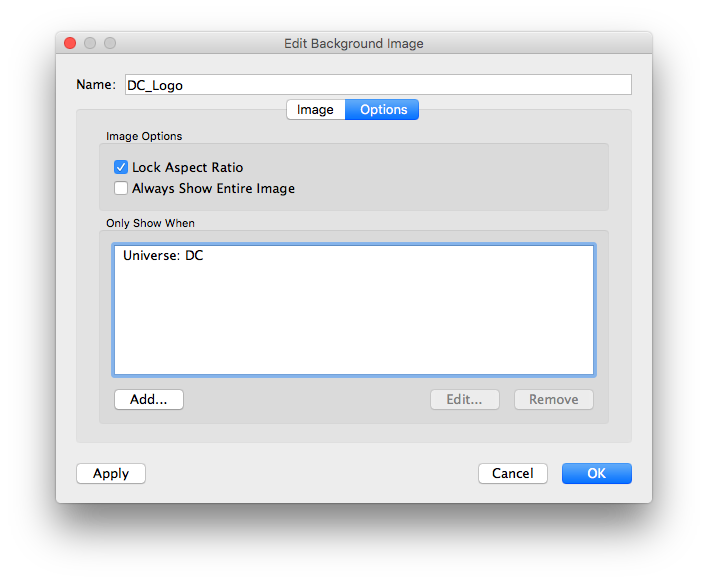 Edit Background Image
Name: DC_Logo
Image Options
Image Options
Lock Aspect Ratio
Always Show Entire Image
Only Show When
Universe: DC
Add... Edit... Remove
Apply Cancel OK